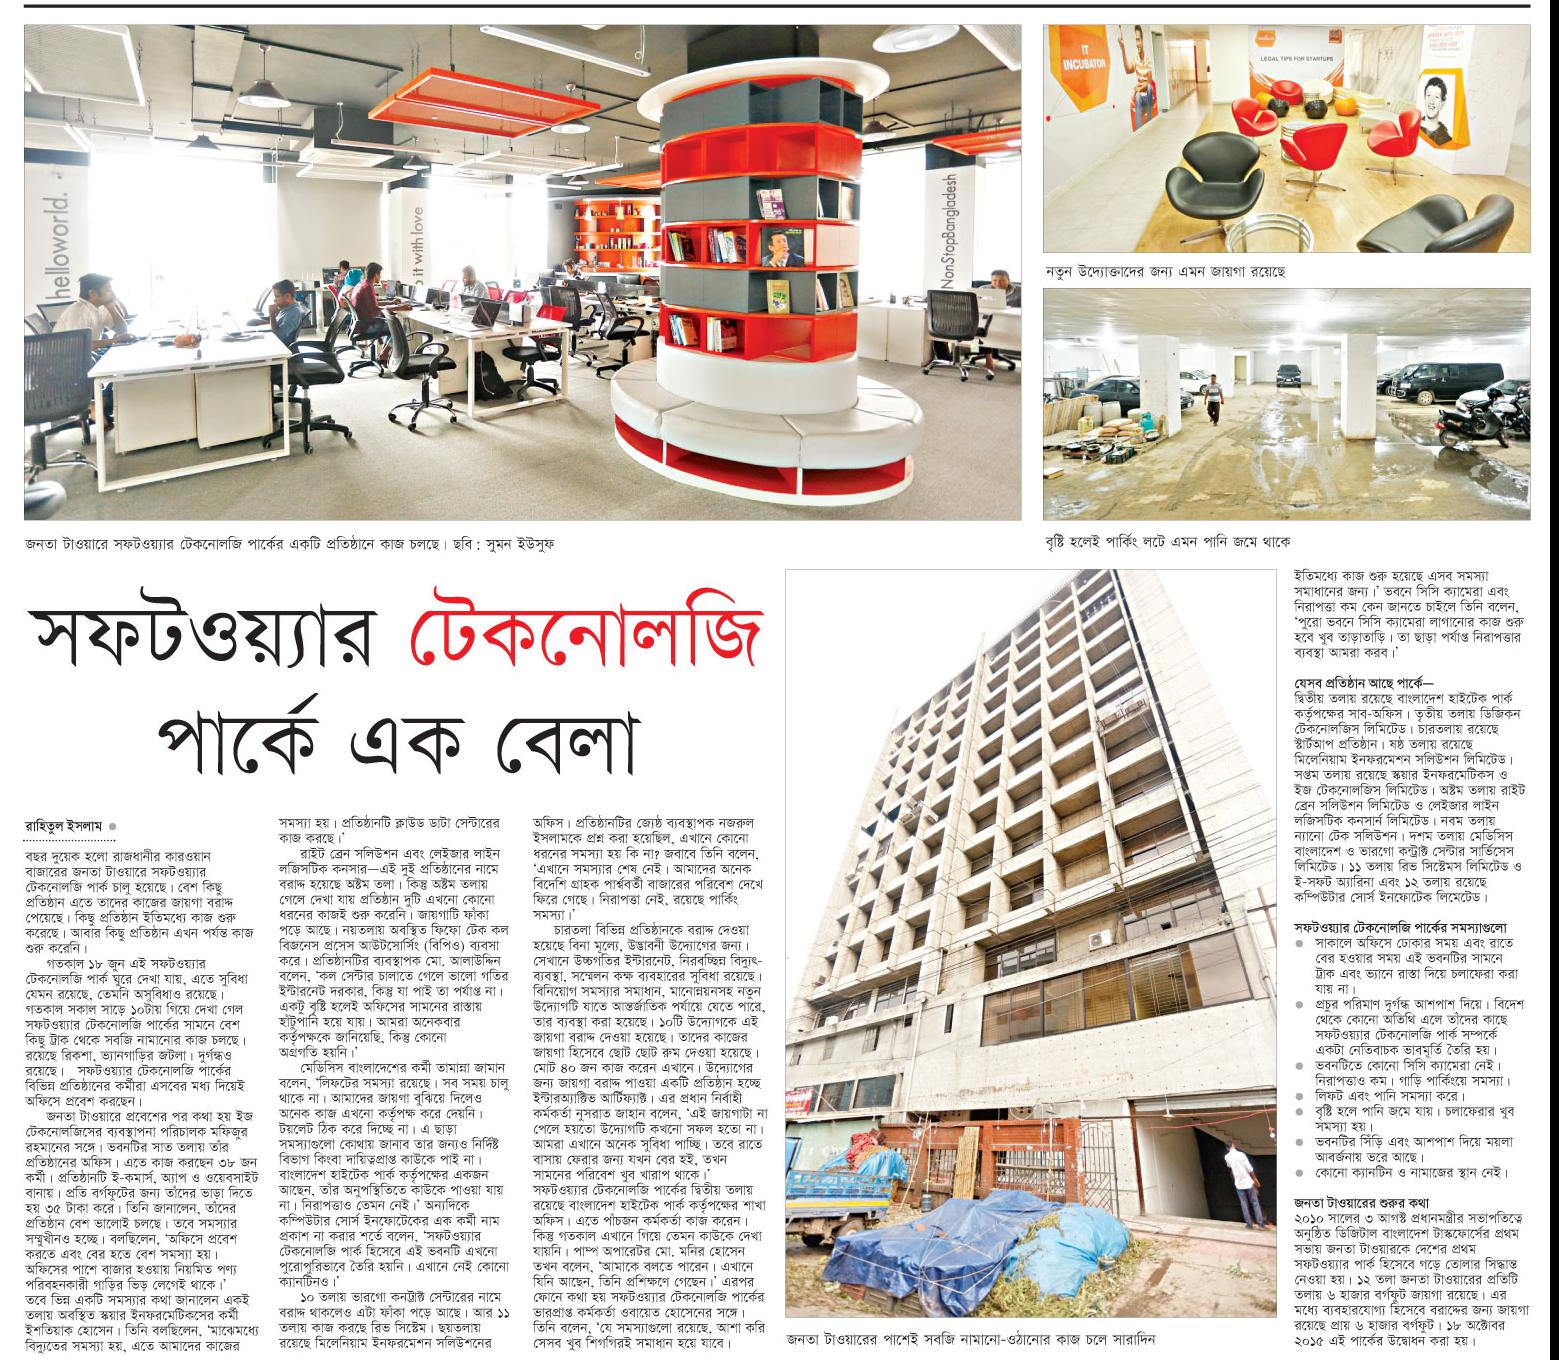 helloworld.
it with love
NonStopBangladesh
IT
INCUBATOR
LEGAL TIPS FOR STARTUPS
নতুন উদ্যোক্তাদের জন্য এমন জায়গা রয়েছে
জনতা টাওয়ারে সফটওয়্যার টেকনোলজি পার্কের একটি প্রতিষ্ঠানে কাজ চলছে। ছবি : সুমন ইউসুফ
বৃষ্টি হলেই পার্কিং লটে এমন পানি জমে থাকে
সফটওয়্যার টেকনোলজি
পার্কে এক বেলা
রাহিতুল ইসলাম ●
বছর দুয়েক হলো রাজধানীর কারওয়ান
বাজারের জনতা টাওয়ারে সফটওয়্যার
টেকনোলজি পার্ক চালু হয়েছে। বেশ কিছু
প্রতিষ্ঠান এতে তাদের কাজের জায়গা বরাদ্দ
পেয়েছে। কিছু প্রতিষ্ঠান ইতিমধ্যে কাজ শুরু
করেছে। আবার কিছু প্রতিষ্ঠান এখন পর্যন্ত কাজ
শুরু করেনি।
গতকাল ১৮ জুন এই সফটওয়্যার
টেকনোলজি পার্ক ঘুরে দেখা যায়, এতে সুবিধা
যেমন রয়েছে, তেমনি অসুবিধাও রয়েছে।
গতকাল সকাল সাড়ে ১০টায় গিয়ে দেখা গেল
সফটওয়্যার টেকনোলজি পার্কের সামনে বেশ
কিছু ট্রাক থেকে সবজি নামানোর কাজ চলছে।
রয়েছে রিকশা, ভ্যানগাড়ির জটলা। দুর্গন্ধও
রয়েছে। সফটওয়্যার টেকনোলজি পার্কের
বিভিন্ন প্রতিষ্ঠানের কর্মীরা এসবের মধ্য দিয়েই
অফিসে প্রবেশ করছেন।
জনতা টাওয়ারে প্রবেশের পর কথা হয় ইজ
টেকনোলজিসের ব্যবস্থাপনা পরিচালক মফিজুর
রহমানের সঙ্গে। ভবনটির সাত তলায় তাঁর
প্রতিষ্ঠানের অফিস। এতে কাজ করছেন ৩৮ জন
কর্মী। প্রতিষ্ঠানটি ই-কমার্স, অ্যাপ ও ওয়েবসাইট
বানায়। প্রতি বর্গফুটের জন্য তাঁদের ভাড়া দিতে
হয় ৩৫ টাকা করে। তিনি জানালেন, তাঁদের
প্রতিষ্ঠান বেশ ভালোই চলছে। তবে সমস্যার
সম্মুখীনও হচ্ছে। বলছিলেন, ‘অফিসে প্রবেশ
করতে এবং বের হতে বেশ সমস্যা হয়।
অফিসের পাশে বাজার হওয়ায় নিয়মিত পণ্য
পরিবহনকারী গাড়ির ভিড় লেগেই থাকে।’
তবে ভিন্ন একটি সমস্যার কথা জানালেন একই
তলায় অবস্থিত স্কয়ার ইনফরমেটিকসের কর্মী
ইশতিয়াক হোসেন। তিনি বলছিলেন, ‘মাঝেমধ্যে
বিদ্যুতের সমস্যা হয়, এতে আমাদের কাজের
সমস্যা হয়। প্রতিষ্ঠানটি ক্লাউড ডাটা সেন্টারের
কাজ করছে।’
রাইট ব্রেন সলিউশন এবং লেইজার লাইন
লজিসটিক কনসার—এই দুই প্রতিষ্ঠানের নামে
বরাদ্দ হয়েছে অষ্টম তলা। কিন্তু অষ্টম তলায়
গেলে দেখা যায় প্রতিষ্ঠান দুটি এখনো কোনো
ধরনের কাজই শুরু করেনি। জায়গাটি ফাঁকা
পড়ে আছে। নয়তলায় অবস্থিত ফিফো টেক কল
বিজনেস প্রসেস আউটসোর্সিং (বিপিও) ব্যবসা
করে। প্রতিষ্ঠানটির ব্যবস্থাপক মো. আলাউদ্দিন
বলেন, ‘কল সেন্টার চালাতে গেলে ভালো গতির
ইন্টারনেট দরকার, কিন্তু যা পাই তা পর্যাপ্ত না।
একটু বৃষ্টি হলেই অফিসের সামনের রাস্তায়
হাঁটুপানি হয়ে যায়। আমরা অনেকবার
কর্তৃপক্ষকে জানিয়েছি, কিন্তু কোনো
অগ্রগতি হয়নি।’
মেডিসিস বাংলাদেশের কর্মী তামান্না জামান
বলেন, ‘লিফটের সমস্যা রয়েছে। সব সময় চালু
থাকে না। আমাদের জায়গা বুঝিয়ে দিলেও
অনেক কাজ এখনো কর্তৃপক্ষ করে দেয়নি।
টয়লেট ঠিক করে দিচ্ছে না। এ ছাড়া
সমস্যাগুলো কোথায় জানাব তার জন্যও নির্দিষ্ট
বিভাগ কিংবা দায়িত্বপ্রাপ্ত কাউকে পাই না।
বাংলাদেশ হাইটেক পার্ক কর্তৃপক্ষের একজন
আছেন, তাঁর অনুপস্থিতিতে কাউকে পাওয়া যায়
না। নিরাপত্তাও তেমন নেই।’ অন্যদিকে
কম্পিউটার সোর্স ইনফোটেকের এক কর্মী নাম
প্রকাশ না করার শর্তে বলেন, ‘সফটওয়্যার
টেকনোলজি পার্ক হিসেবে এই ভবনটি এখনো
পুরোপুরিভাবে তৈরি হয়নি। এখানে নেই কোনো
ক্যানটিনও।’
১০ তলায় ভারগো কনট্রাক্ট সেন্টারের নামে
বরাদ্দ থাকলেও এটা ফাঁকা পড়ে আছে। আর ১১
তলায় কাজ করছে রিভ সিস্টেম। ছয়তলায়
রয়েছে মিলেনিয়াম ইনফরমেশন সলিউশনের
অফিস। প্রতিষ্ঠানটির জ্যেষ্ঠ ব্যবস্থাপক নজরুল
ইসলামকে প্রশ্ন করা হয়েছিল, এখানে কোনো
ধরনের সমস্যা হয় কি না? জবাবে তিনি বলেন,
‘এখানে সমস্যার শেষ নেই। আমাদের অনেক
বিদেশি গ্রাহক পার্শ্ববর্তী বাজারের পরিবেশ দেখে
ফিরে গেছে। নিরাপত্তা নেই, রয়েছে পার্কিং
সমস্যা।’
চারতলা বিভিন্ন প্রতিষ্ঠানকে বরাদ্দ দেওয়া
হয়েছে বিনা মূল্যে, উদ্ভাবনী উদ্যোগের জন্য।
সেখানে উচ্চগতির ইন্টারনেট, নিরবচ্ছিন্ন বিদ্যুৎ-
ব্যবস্থা, সম্মেলন কক্ষ ব্যবহারের সুবিধা রয়েছে।
বিনিয়োগ সমস্যার সমাধান, মানোন্নয়নসহ নতুন
উদ্যোগটি যাতে আন্তর্জাতিক পর্যায়ে যেতে পারে,
তার ব্যবস্থা করা হয়েছে। ১০টি উদ্যোগকে এই
জায়গা বরাদ্দ দেওয়া হয়েছে। তাদের কাজের
জায়গা হিসেবে ছোট ছোট রুম দেওয়া হয়েছে।
মোট ৪০ জন কাজ করেন এখানে। উদ্যোগের
জন্য জায়গা বরাদ্দ পাওয়া একটি প্রতিষ্ঠান হচ্ছে
ইন্টারঅ্যাক্টিভ আর্টিফ্যাক্ট। এর প্রধান নির্বাহী
কর্মকর্তা নুসরাত জাহান বলেন, ‘এই জায়গাটা না
পেলে হয়তো উদ্যোগটি কখনো সফল হতো না।
আমরা এখানে অনেক সুবিধা পাচ্ছি। তবে রাতে
বাসায় ফেরার জন্য যখন বের হই, তখন
সামনের পরিবেশ খুব খারাপ থাকে।’
সফটওয়্যার টেকনোলজি পার্কের দ্বিতীয় তলায়
রয়েছে বাংলাদেশ হাইটেক পার্ক কর্তৃপক্ষের শাখা
অফিস। এতে পাঁচজন কর্মকর্তা কাজ করেন।
কিন্তু গতকাল এখানে গিয়ে তেমন কাউকে দেখা
যায়নি। পাম্প অপারেটর মো. মনির হোসেন
তখন বলেন, ‘আমাকে বলতে পারেন। এখানে
যিনি আছেন, তিনি প্রশিক্ষণে গেছেন।’ এরপর
ফোনে কথা হয় সফটওয়্যার টেকনোলজি পার্কের
ভারপ্রাপ্ত কর্মকর্তা ওবায়েত হোসেনের সঙ্গে।
তিনি বলেন, ‘যে সমস্যাগুলো রয়েছে, আশা করি
সেসব খুব শিগগিরই সমাধান হয়ে যাবে।
জনতা টাওয়ারের পাশেই সবজি নামানো-ওঠানোর কাজ চলে সারাদিন
ইতিমধ্যে কাজ শুরু হয়েছে এসব সমস্যা
সমাধানের জন্য।’ ভবনে সিসি ক্যামেরা এবং
নিরাপত্তা কম কেন জানতে চাইলে তিনি বলেন,
‘পুরো ভবনে সিসি ক্যামেরা লাগানোর কাজ শুরু
হবে খুব তাড়াতাড়ি। তা ছাড়া পর্যাপ্ত নিরাপত্তার
ব্যবস্থা আমরা করব।’
যেসব প্রতিষ্ঠান আছে পার্কে—
দ্বিতীয় তলায় রয়েছে বাংলাদেশ হাইটেক পার্ক
কর্তৃপক্ষের সাব-অফিস। তৃতীয় তলায় ডিজিকন
টেকনোলজিস লিমিটেড। চারতলায় রয়েছে
স্টার্টআপ প্রতিষ্ঠান। ষষ্ঠ তলায় রয়েছে
মিলেনিয়াম ইনফরমেশন সলিউশন লিমিটেড।
সপ্তম তলায় রয়েছে স্কয়ার ইনফরমেটিকস ও
ইজ টেকনোলজিস লিমিটেড। অষ্টম তলায় রাইট
ব্রেন সলিউশন লিমিটেড ও লেইজার লাইন
লজিসটিক কনসার্ন লিমিটেড। নবম তলায়
ন্যানো টেক সলিউশন। দশম তলায় মেডিসিস
বাংলাদেশ ও ভারগো কন্ট্রাক্ট সেন্টার সার্ভিসেস
লিমিটেড। ১১ তলায় রিভ সিস্টেমস লিমিটেড ও
ই-সফট অ্যারিনা এবং ১২ তলায় রয়েছে
কম্পিউটার সোর্স ইনফোটেক লিমেটেড।
সফটওয়্যার টেকনোলজি পার্কের সমস্যাগুলো
● সাকালে অফিসে ঢোকার সময় এবং রাতে
বের হওয়ার সময় এই ভবনটির সামনে
ট্রাক এবং ভ্যানে রাস্তা দিয়ে চলাফেরা করা
যায় না।
● প্রচুর পরিমাণ দুর্গন্ধ আশপাশ দিয়ে। বিদেশ
থেকে কোনো অতিথি এলে তাঁদের কাছে
সফটওয়্যার টেকনোলজি পার্ক সম্পর্কে
একটা নেতিবাচক ভাবমূর্তি তৈরি হয়।
● ভবনটিতে কোনো সিসি ক্যামেরা নেই।
নিরাপত্তাও কম। গাড়ি পার্কিংয়ে সমস্যা।
● লিফট এবং পানি সমস্যা করে।
● বৃষ্টি হলে পানি জমে যায়। চলাফেরার খুব
সমস্যা হয়।
● ভবনটির সিঁড়ি এবং আশপাশ দিয়ে ময়লা
আবর্জনায় ভরে আছে।
● কোনো ক্যানটিন ও নামাজের স্থান নেই।
জনতা টাওয়ারের শুরুর কথা
২০১০ সালের ৩ আগস্ট প্রধানমন্ত্রীর সভাপতিত্বে
অনুষ্ঠিত ডিজিটাল বাংলাদেশ টাস্কফোর্সের প্রথম
সভায় জনতা টাওয়ারকে দেশের প্রথম
সফটওয়্যার পার্ক হিসেবে গড়ে তোলার সিদ্ধান্ত
নেওয়া হয়। ১২ তলা জনতা টাওয়ারের প্রতিটি
তলায় ৬ হাজার বর্গফুট জায়গা রয়েছে। এর
মধ্যে ব্যবহারযোগ্য হিসেবে বরাদ্দের জন্য জায়গা
রয়েছে প্রায় ৬ হাজার বর্গফুট। ১৮ অক্টোবর
২০১৫ এই পার্কের উদ্বোধন করা হয়।